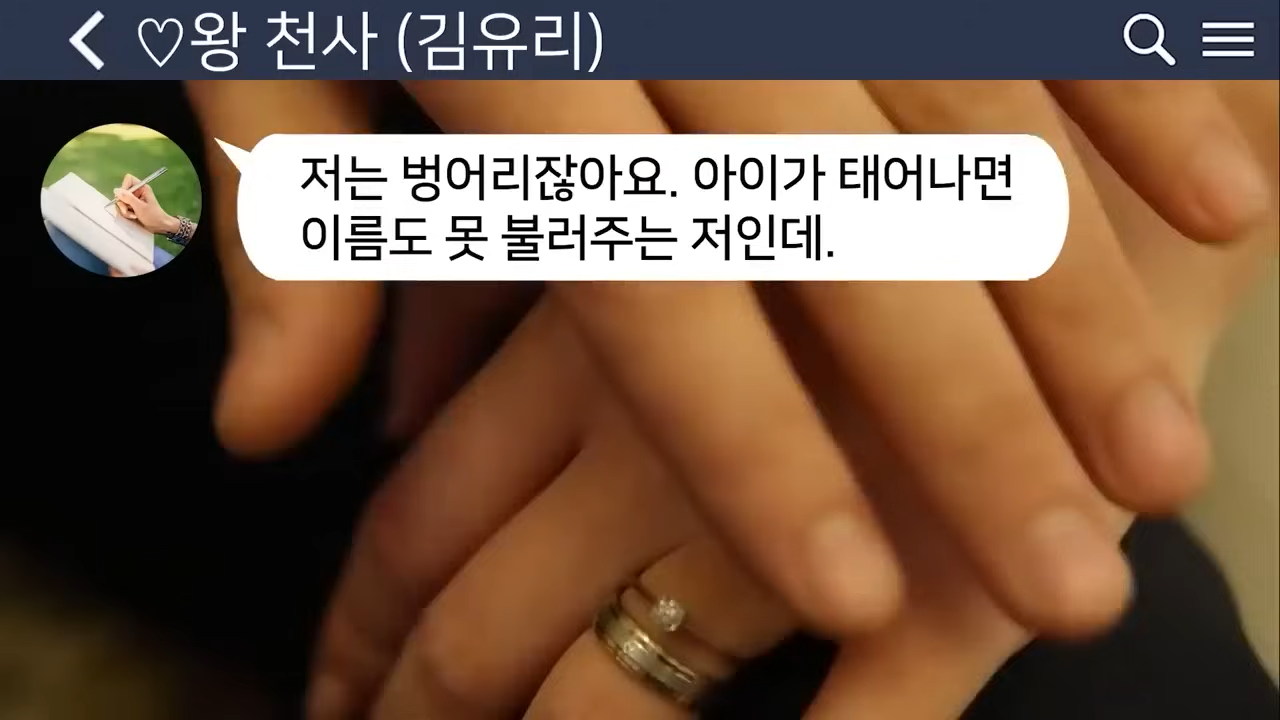 ♡왕 천사 (김유리)
저는 벙어리잖아요. 아이가 태어나면
이름도 못 불러주는 저인데.